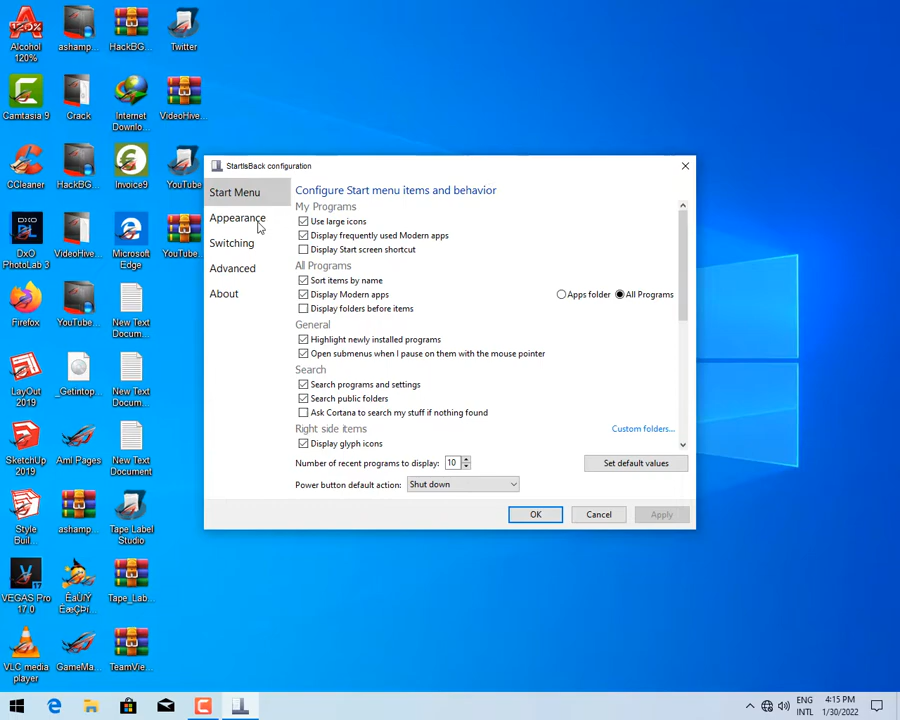 Alcohol
120%
ashamp...
HackBG...
Twitter
Camtasia 9
Crack
Internet
Downlo...
VideoHive...
CCleaner
HackBG...
Invoice9
YouTube
DxO
PhotoLab 3
VideoHive...
Microsoft
Edge
YouTub...
Firefox
YouTube...
New Text
Docum...
LayOut
2019
_Getintop...
New Text
Docum...
SketchUp
2019
Aml Pages
New Text
Document
Style
Buil...
ashamp...
Tape Label
Studio
VEGAS Pro
17 0
Tape_Lab...
VLC media
player
GameMa...
TeamVie...
StartIsBack configuration
Start Menu
Appearance
Switching
Advanced
About
Configure Start menu items and behavior
My Programs
Use large icons
Display frequently used Modern apps
Display Start screen shortcut
All Programs
Sort items by name
Display Modern apps
Apps folder
All Programs
Display folders before items
General
Highlight newly installed programs
Open submenus when I pause on them with the mouse pointer
Search
Search programs and settings
Search public folders
Ask Cortana to search my stuff if nothing found
Right side items
Custom folders...
Display glyph icons
Number of recent programs to display: 10
Set default values
Power button default action: Shut down
OK
Cancel
Apply
ENG
INTL
4:15 PM
1/30/2022